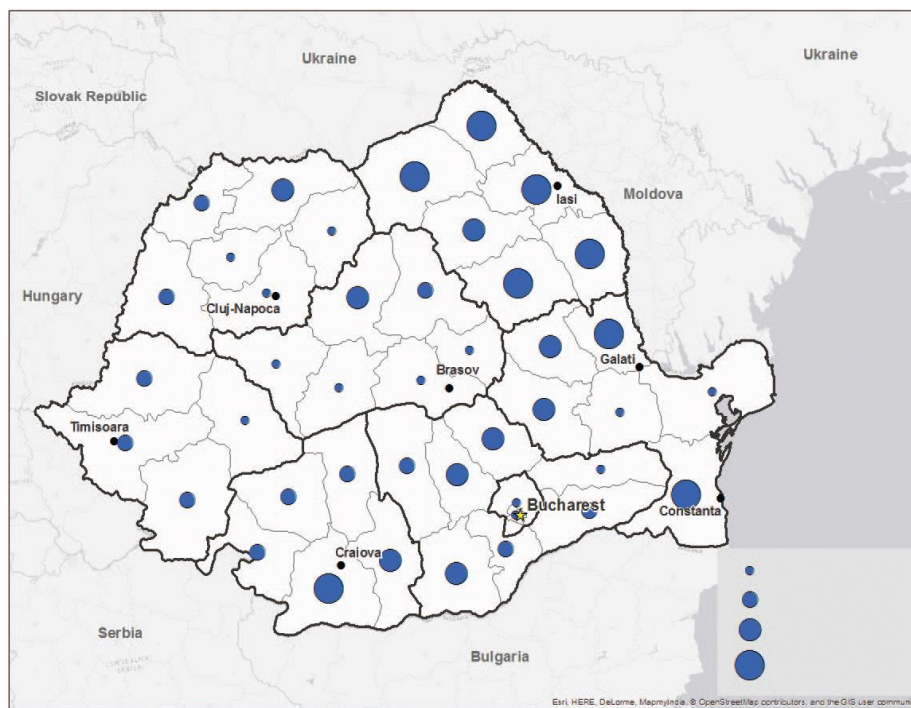 Ukraine
Ukraine
Slovak Republic
Iasi
Moldova
Hungary
Cluj-Napoca
Galati
Brasov
Timisoara
Bucharest
Constanta
Craiova
Serbia
Bulgaria
Esri, HERE, DeLorme, MapmyIndia, © OpenStreetMap contributors, and the GIS user commun